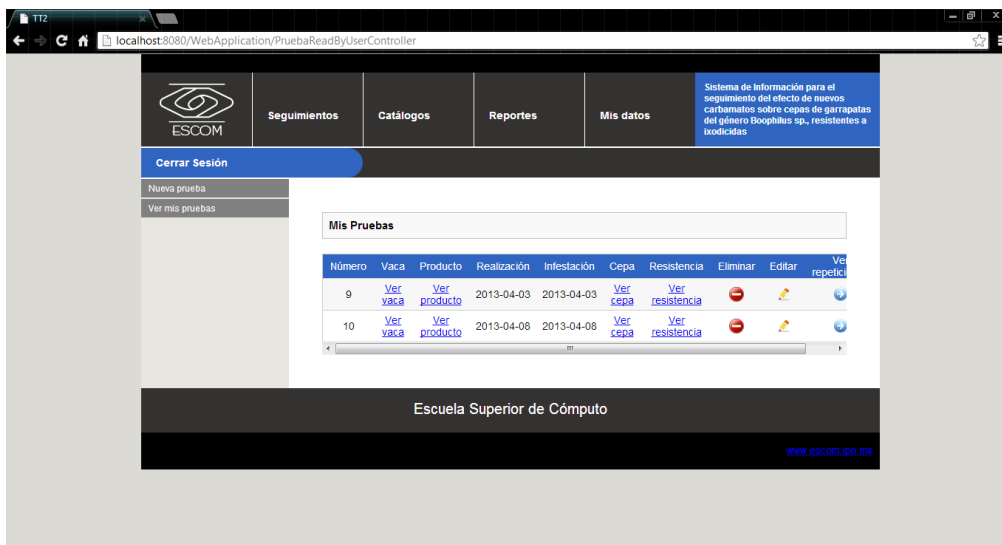 TT2
localhost:8080/WebApplication/PruebaReadByUserController
ESCOM
Seguimientos
Catálogos
Reportes
Mis datos
Sistema de Información para el
seguimiento del efecto de nuevos
carbamatos sobre cepas de garrapatas
del género Boophilus sp., resistentes a
ixodicidas
Cerrar Sesión
Nueva prueba
Ver mis pruebas
Mis Pruebas
Número Vaca Producto Realización Infestación Cepa Resistencia Eliminar Editar
9 Ver vaca Ver producto 2013-04-03 2013-04-03 Ver cepa Ver resistencia
10 Ver vaca Ver producto 2013-04-08 2013-04-08 Ver cepa Ver resistencia
Escuela Superior de Cómputo
www.escom.ipn.mx